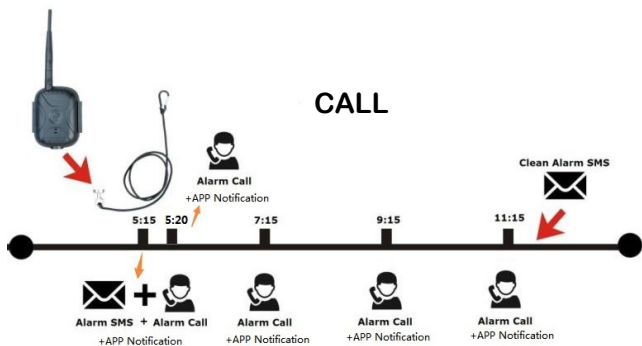 CALL
Alarm Call
+APP Notification
Clean Alarm SMS
5:15
5:20
7:15
9:15
11:15
+
Alarm SMS + Alarm Call
+APP Notification
Alarm Call
+APP Notification
Alarm Call
+APP Notification
Alarm Call
+APP Notification